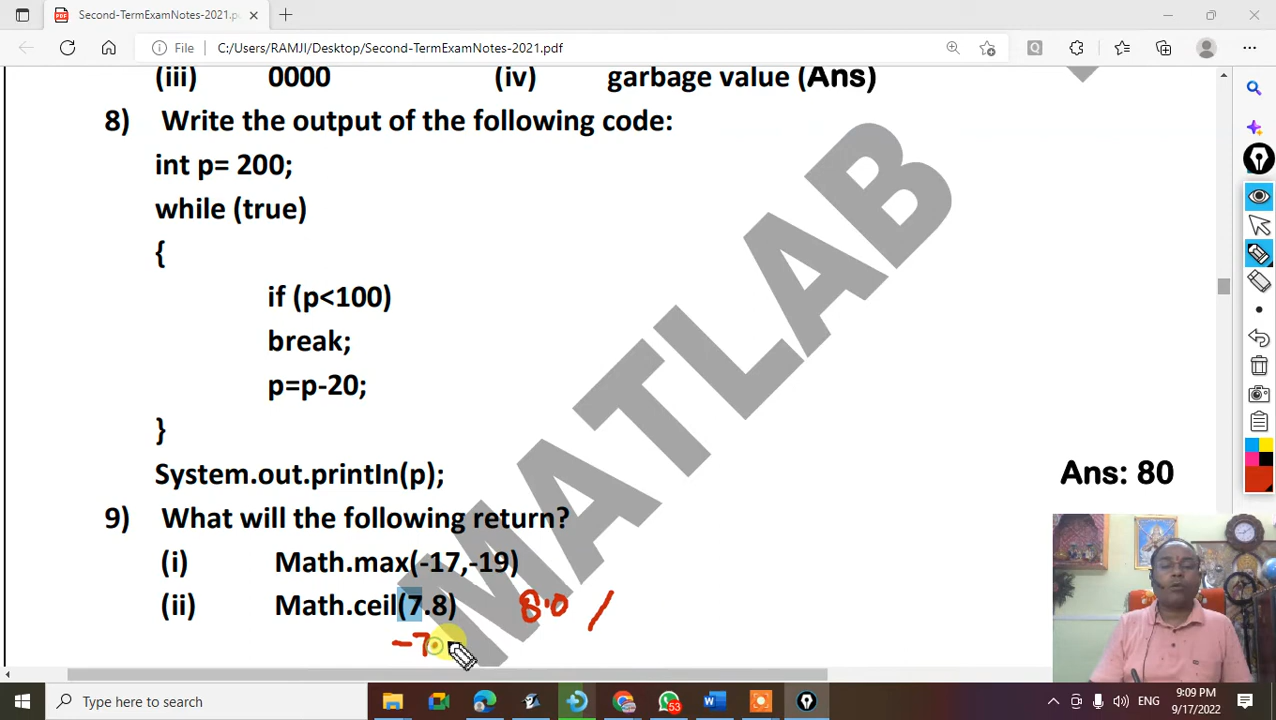 Second-TermExamNotes-2021.p
File C:/Users/RAMJI/Desktop/Second-TermExamNotes-2021.pdf
(iii) 0000 (iv) garbage value (Ans)
8) Write the output of the following code:
int p= 200;
while (true)
{
if (p<100)
break;
p=p-20;
}
System.out.println(p);
Ans: 80
9) What will the following return?
(i) Math.max(-17,-19)
(ii) Math.ceil(7.8) 8.0 /
-7.
MATLAB
Type here to search
53
9:09 PM
9/17/2022